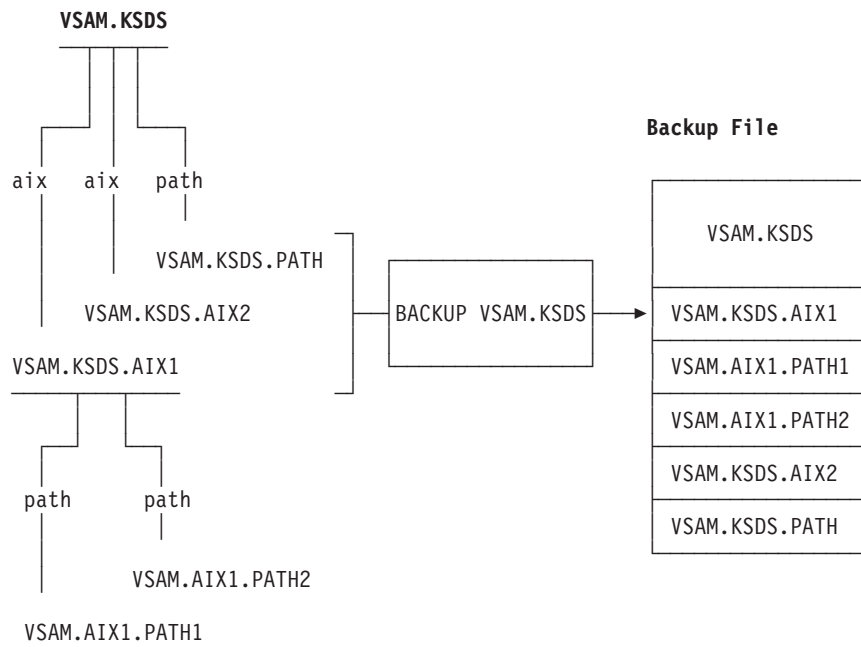 VSAM.KSDS
Backup File
aix aix path
VSAM.KSDS
VSAM.KSDS.PATH
VSAM.KSDS.AIX2
BACKUP VSAM.KSDS
VSAM.KSDS.AIX1
VSAM.KSDS.AIX1
VSAM.AIX1.PATH1
VSAM.AIX1.PATH2
VSAM.KSDS.AIX2
path path
VSAM.KSDS.PATH
VSAM.AIX1.PATH2
VSAM.AIX1.PATH1